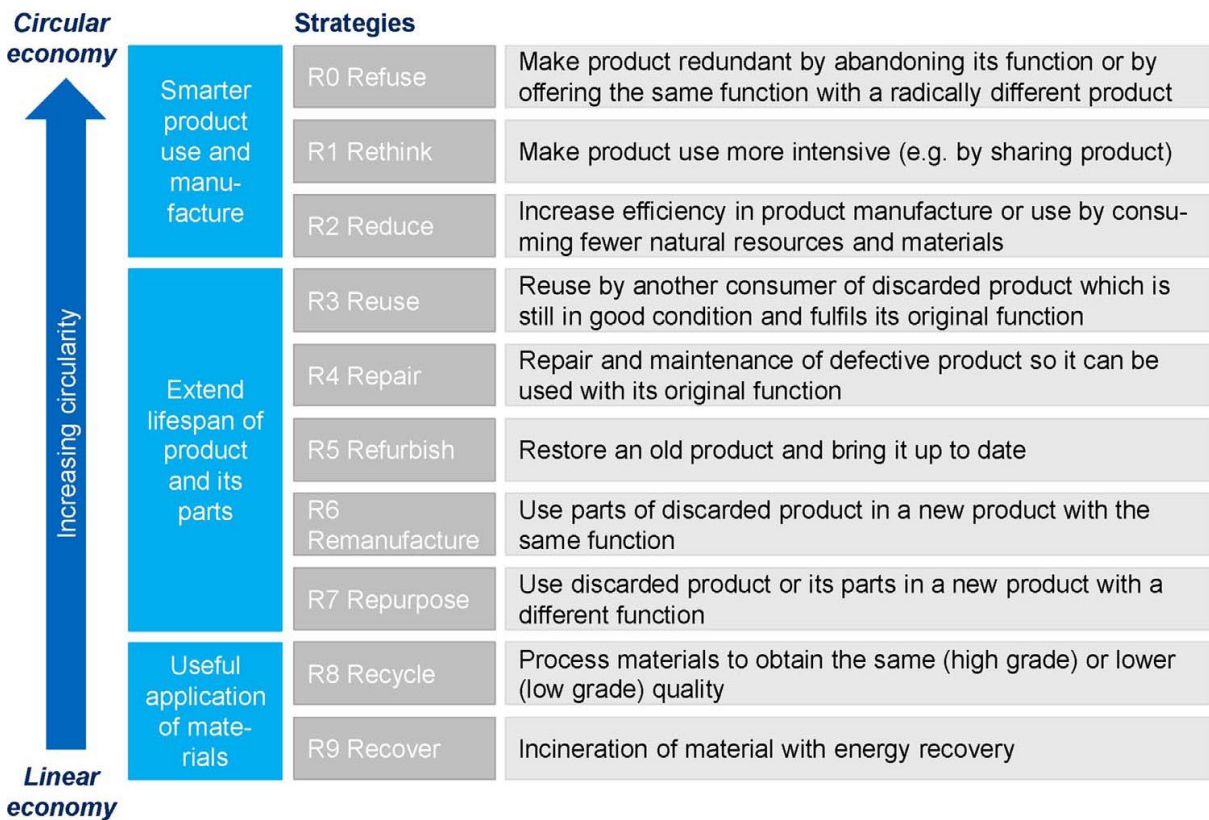 Circular
economy
Strategies
Increasing circularity
Linear
economy
Smarter
product
use and
manu-
facture
R0 Refuse
Make product redundant by abandoning its function or by
offering the same function with a radically different product
R1 Rethink
Make product use more intensive (e.g. by sharing product)
R2 Reduce
Increase efficiency in product manufacture or use by consu-
ming fewer natural resources and materials
Extend
lifespan of
product
and its
parts
R3 Reuse
Reuse by another consumer of discarded product which is
still in good condition and fulfils its original function
R4 Repair
Repair and maintenance of defective product so it can be
used with its original function
R5 Refurbish
Restore an old product and bring it up to date
R6
Remanufacture
Use parts of discarded product in a new product with the
same function
R7 Repurpose
Use discarded product or its parts in a new product with a
different function
Useful
application
of mate-
rials
R8 Recycle
Process materials to obtain the same (high grade) or lower
(low grade) quality
R9 Recover
Incineration of material with energy recovery